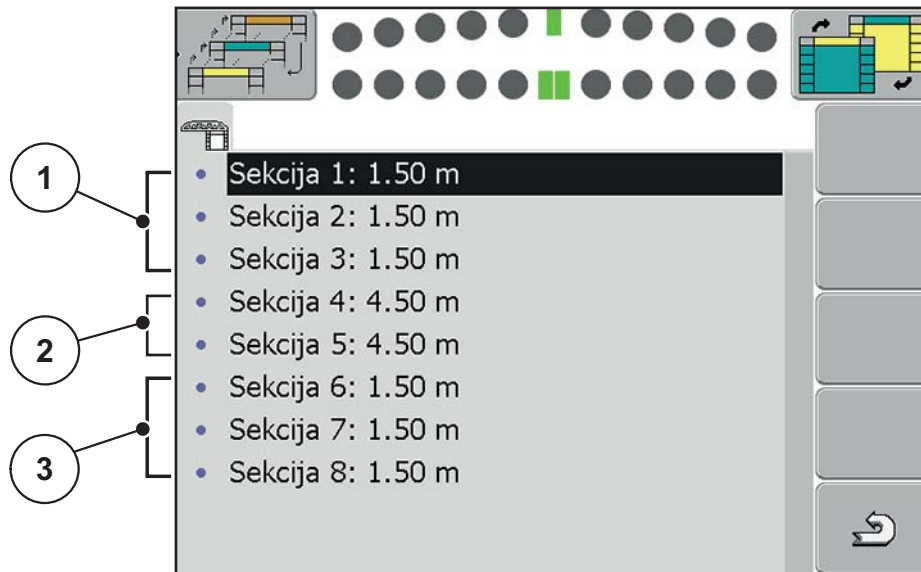 1
Sekcija 1: 1.50 m
Sekcija 2: 1.50 m
Sekcija 3: 1.50 m
2
Sekcija 4: 4.50 m
Sekcija 5: 4.50 m
3
Sekcija 6: 1.50 m
Sekcija 7: 1.50 m
Sekcija 8: 1.50 m